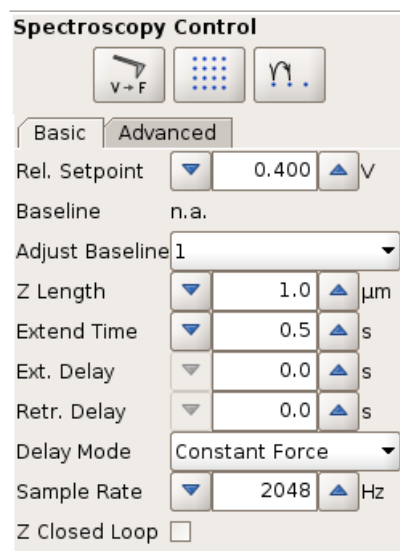 Spectroscopy Control
V→F
Basic Advanced
Rel. Setpoint 0.400 V
Baseline n.a.
Adjust Baseline 1
Z Length 1.0 µm
Extend Time 0.5 s
Ext. Delay 0.0 s
Retr. Delay 0.0 s
Delay Mode Constant Force
Sample Rate 2048 Hz
Z Closed Loop